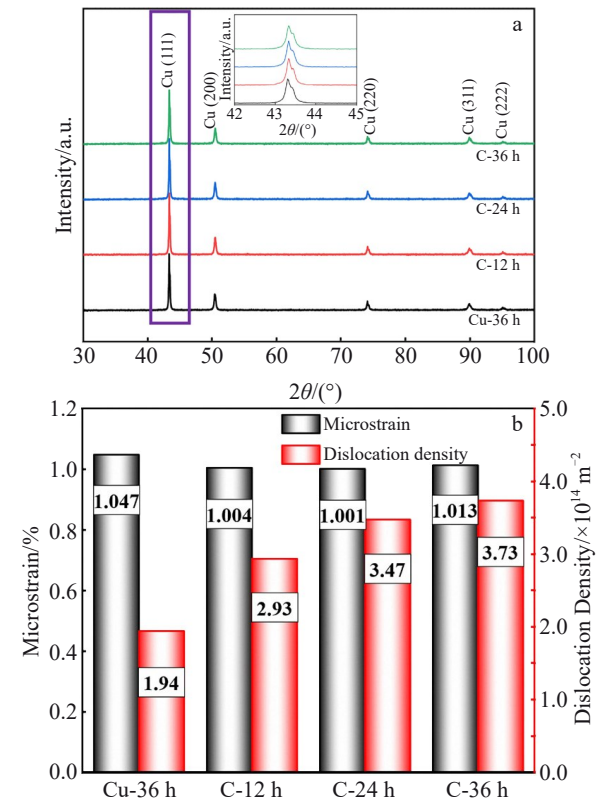 a
Intensity/a.u.
Cu (111)
Cu (200)
Cu (220)
Cu (311)
Cu (222)
Intensity/a.u.
42 43 44 45
2θ/(°)
C-36 h
C-24 h
C-12 h
Cu-36 h
30 40 50 60 70 80 90 100
2θ/(°)
b
Microstrain
Dislocation density
Microstrain/%
1.2
1.0
0.8
0.6
0.4
0.2
0.0
Dislocation Density/×10¹⁴ m⁻²
5.0
4.0
3.0
2.0
1.0
0.0
1.047
1.94
1.004
2.93
1.001
3.47
1.013
3.73
Cu-36 h C-12 h C-24 h C-36 h